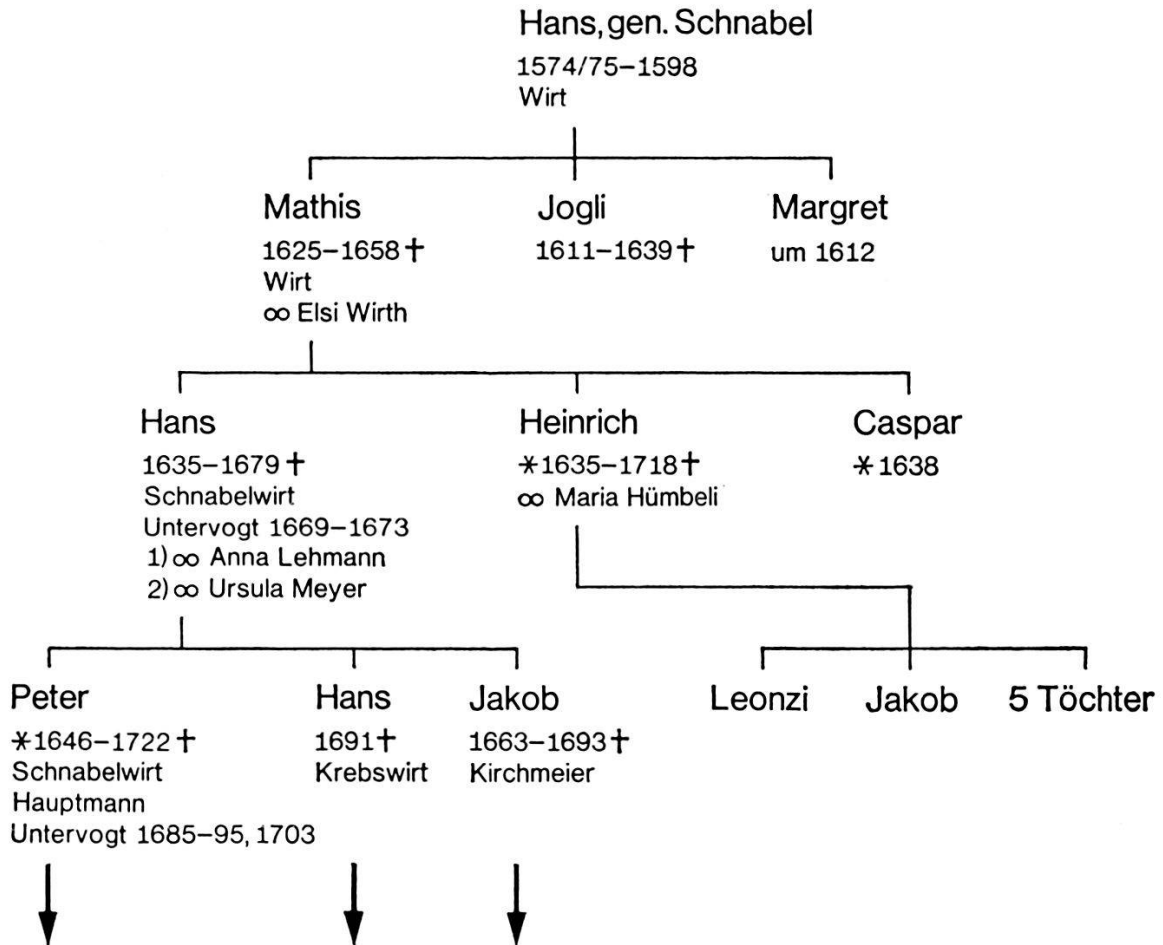 Hans, gen. Schnabel
1574/75–1598
Wirt
Mathis
1625–1658 †
Wirt
∞ Elsi Wirth
Jogli
1611–1639 †
Margret
um 1612
Hans
1635–1679 †
Schnabelwirt
Untervogt 1669–1673
1) ∞ Anna Lehmann
2) ∞ Ursula Meyer
Heinrich
*1635–1718 †
∞ Maria Hümbeli
Caspar
*1638
Peter
*1646–1722 †
Schnabelwirt
Hauptmann
Untervogt 1685–95, 1703
Hans
1691 †
Krebswirt
Jakob
1663–1693 †
Kirchmeier
Leonzi
Jakob
5 Töchter